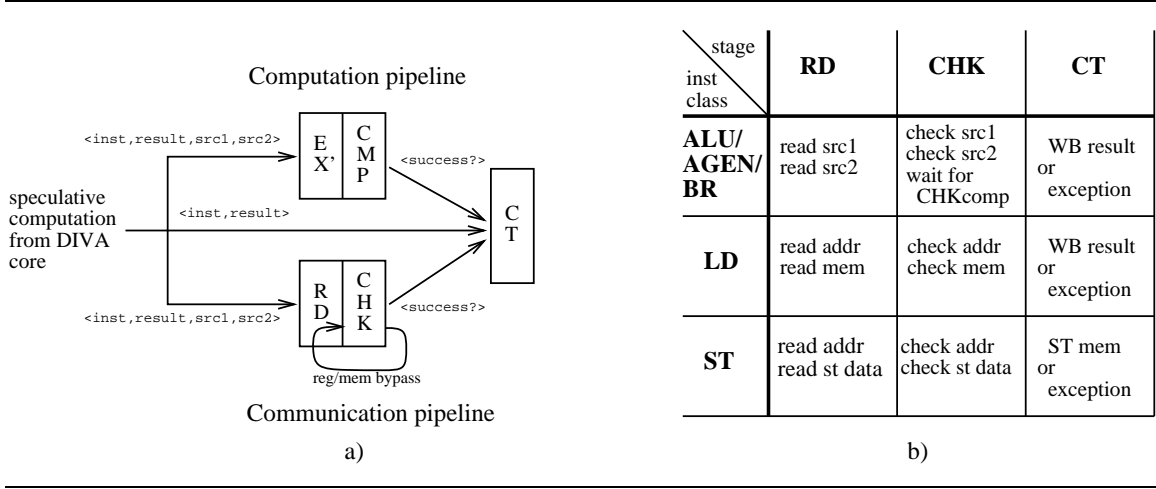 Computation pipeline
<inst,result,src1,src2>
E
X'
C
M
P
<success?>
speculative
computation
from DIVA
core
<inst,result>
C
T
<inst,result,src1,src2>
R
D
C
H
K
<success?>
reg/mem bypass
Communication pipeline
a)
stage
inst
class
RD
CHK
CT
ALU/
AGEN/
BR
read src1
read src2
check src1
check src2
wait for
CHKcomp
WB result
or
exception
LD
read addr
read mem
check addr
check mem
WB result
or
exception
ST
read addr
read st data
check addr
check st data
ST mem
or
exception
b)